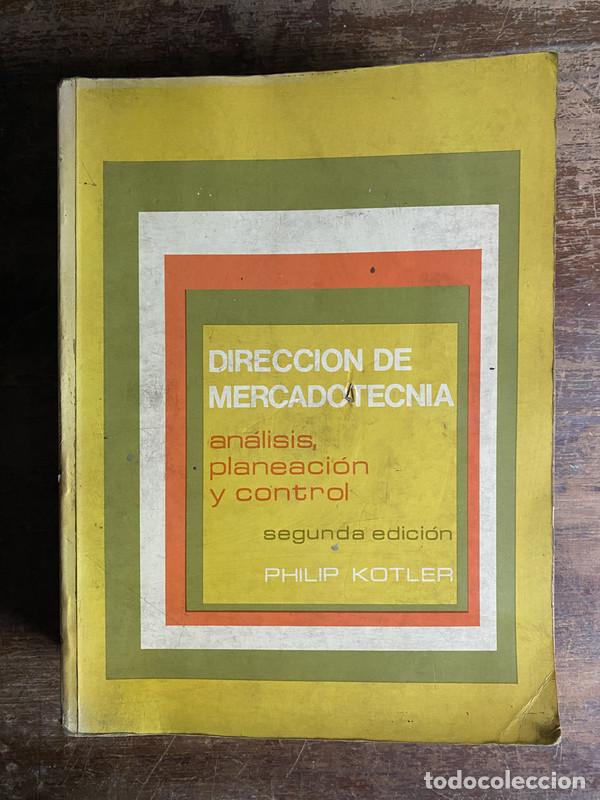 DIRECCION DE
MERCADOTECNIA
análisis,
planeación
y control
segunda edición
PHILIP KOTLER
todocoleccion